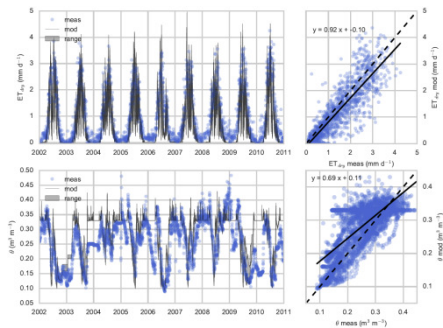 meas
mod
range
ET_dry (mm d⁻¹)
5
4
3
2
1
0
2002 2003 2004 2005 2006 2007 2008 2009 2010 2011
y = 0.92 x + -0.10
5
4
3
2
1
0
ET_dry mod (mm d⁻¹)
0 1 2 3 4 5
ET_dry meas (mm d⁻¹)
meas
mod
range
θ (m³ m⁻³)
0.50
0.45
0.40
0.35
0.30
0.25
0.20
0.15
0.10
0.05
2002 2003 2004 2005 2006 2007 2008 2009 2010 2011
y = 0.69 x + 0.11
0.4
0.3
0.2
0.1
θ mod (m³ m⁻³)
0.1 0.2 0.3 0.4
θ meas (m³ m⁻³)